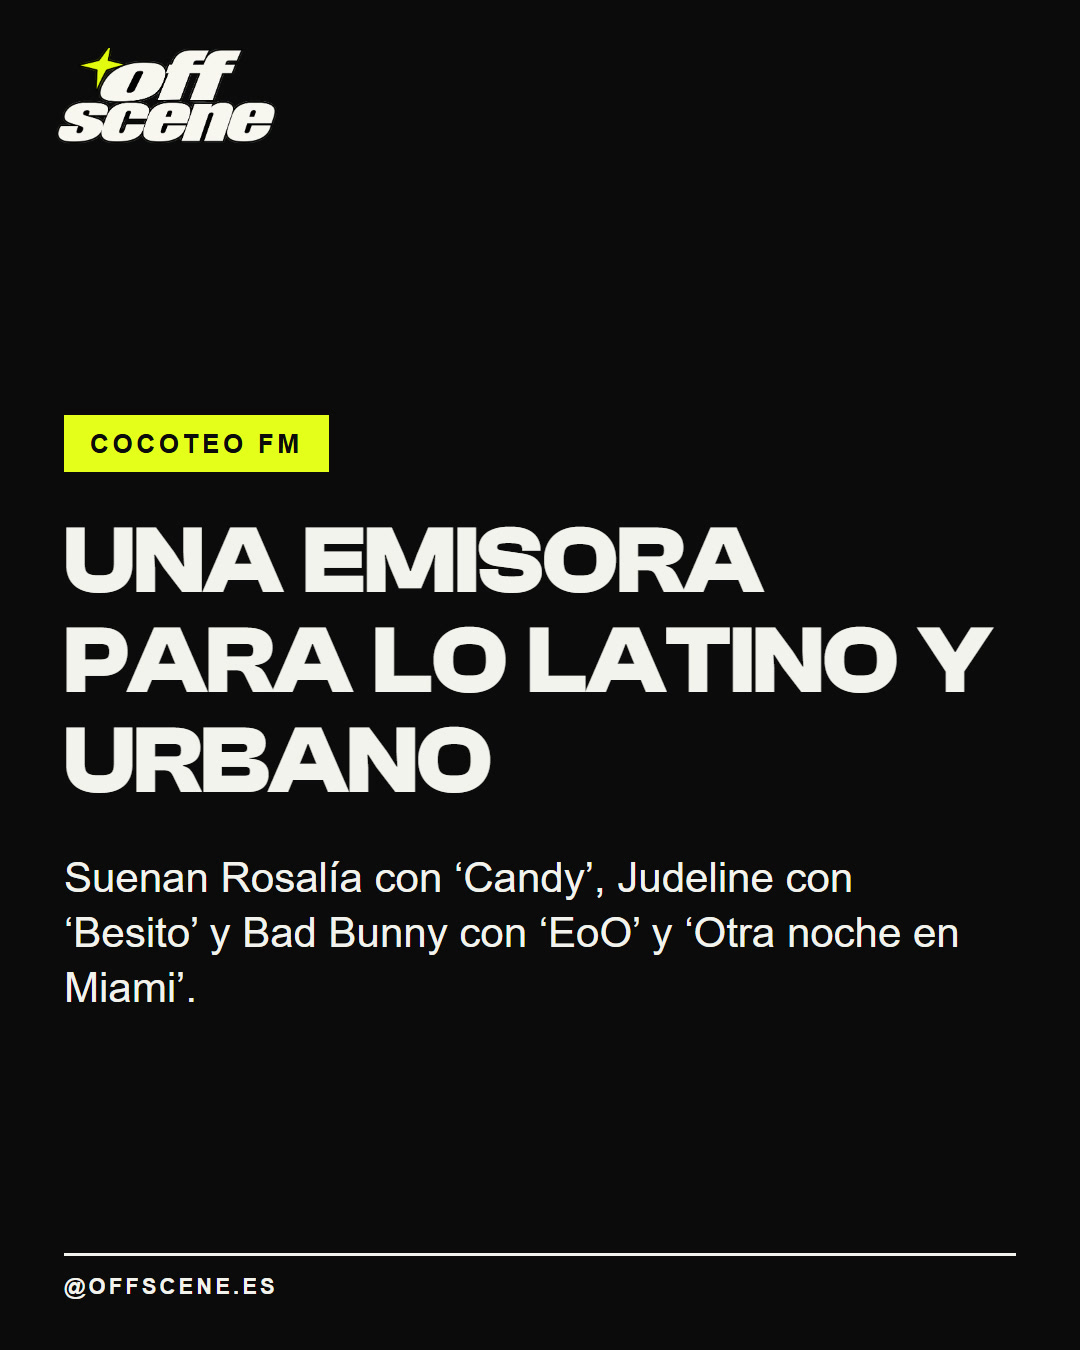 off
scene
COCOTEO FM
UNA EMISORA
PARA LO LATINO Y
URBANO
Suenan Rosalía con ‘Candy’, Judeline con
‘Besito’ y Bad Bunny con ‘EoO’ y ‘Otra noche en
Miami’.
@OFFSCENE.ES